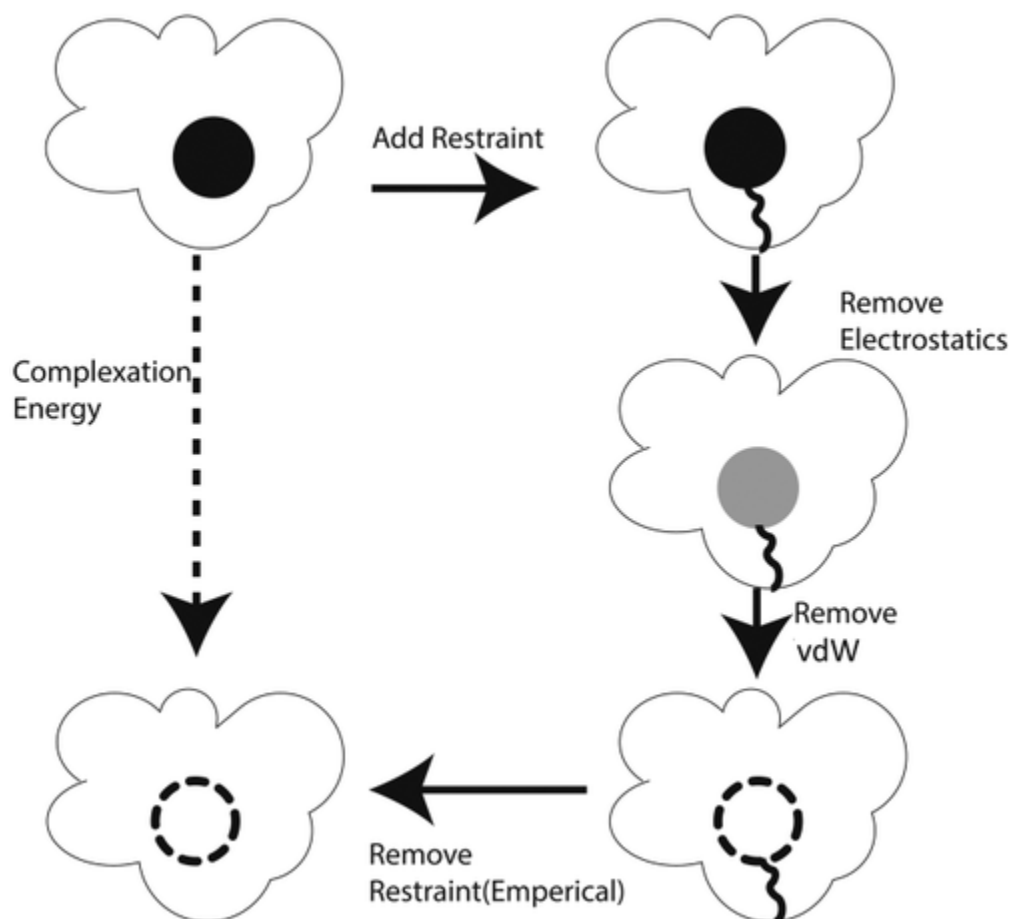 Add Restraint
Remove
Electrostatics
Complexation
Energy
Remove
vdW
Remove
Restraint(Emperical)